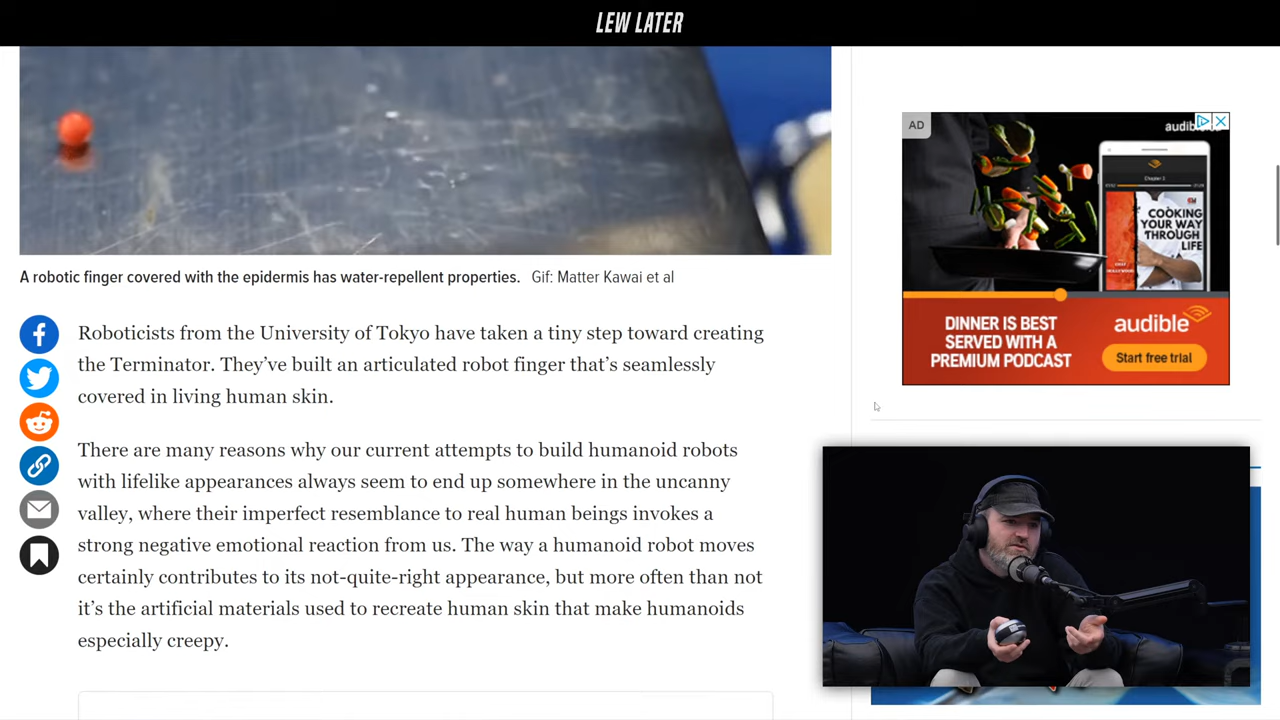 LEW LATER
AD
audible
Chapter 3
COOKING
YOUR WAY
THROUGH
LIFE
DINNER IS BEST
SERVED WITH A
PREMIUM PODCAST
audible
Start free trial
A robotic finger covered with the epidermis has water-repellent properties. Gif: Matter Kawai et al
Roboticists from the University of Tokyo have taken a tiny step toward creating
the Terminator. They’ve built an articulated robot finger that’s seamlessly
covered in living human skin.
There are many reasons why our current attempts to build humanoid robots
with lifelike appearances always seem to end up somewhere in the uncanny
valley, where their imperfect resemblance to real human beings invokes a
strong negative emotional reaction from us. The way a humanoid robot moves
certainly contributes to its not-quite-right appearance, but more often than not
it’s the artificial materials used to recreate human skin that make humanoids
especially creepy.